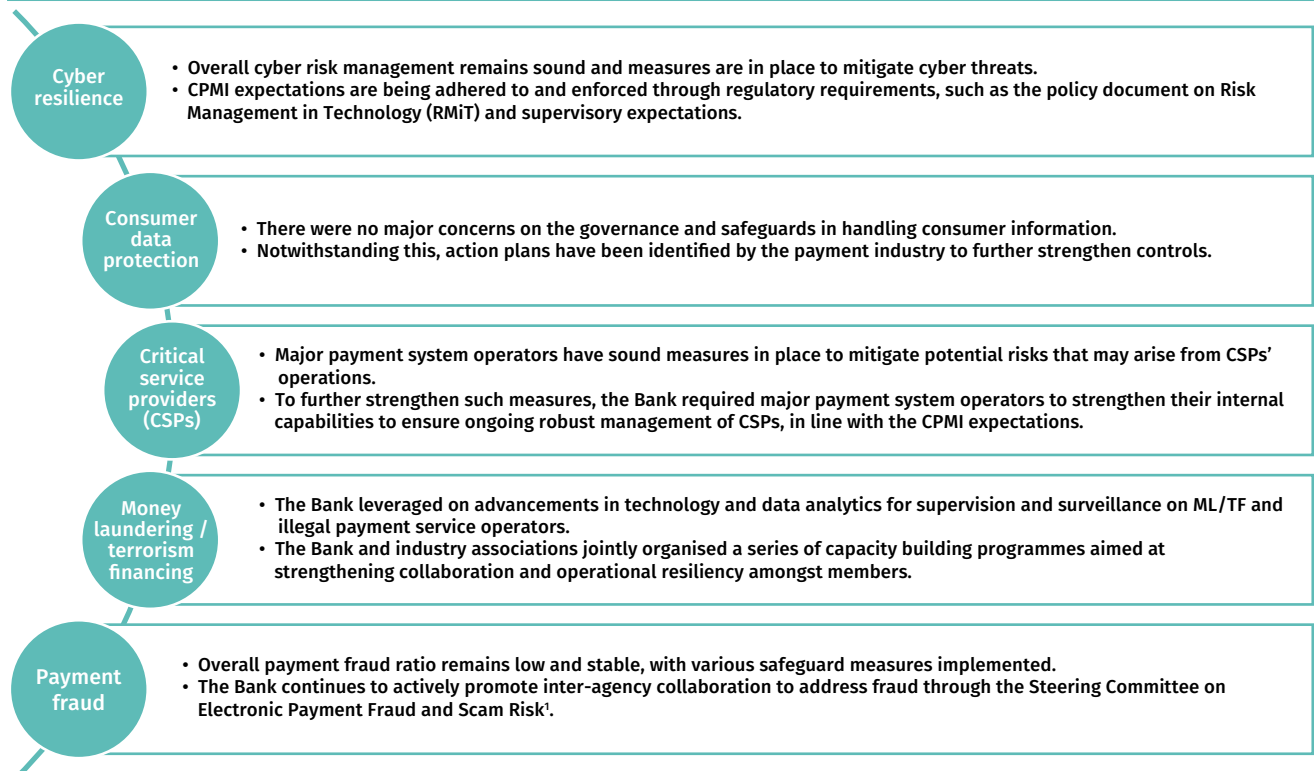 Cyber
resilience
• Overall cyber risk management remains sound and measures are in place to mitigate cyber threats.
• CPMI expectations are being adhered to and enforced through regulatory requirements, such as the policy document on Risk
Management in Technology (RMiT) and supervisory expectations.
Consumer
data
protection
• There were no major concerns on the governance and safeguards in handling consumer information.
• Notwithstanding this, action plans have been identified by the payment industry to further strengthen controls.
Critical
service
providers
(CSPs)
• Major payment system operators have sound measures in place to mitigate potential risks that may arise from CSPs'
operations.
• To further strengthen such measures, the Bank required major payment system operators to strengthen their internal
capabilities to ensure ongoing robust management of CSPs, in line with the CPMI expectations.
Money
laundering /
terrorism
financing
• The Bank leveraged on advancements in technology and data analytics for supervision and surveillance on ML/TF and
illegal payment service operators.
• The Bank and industry associations jointly organised a series of capacity building programmes aimed at
strengthening collaboration and operational resiliency amongst members.
Payment
fraud
• Overall payment fraud ratio remains low and stable, with various safeguard measures implemented.
• The Bank continues to actively promote inter-agency collaboration to address fraud through the Steering Committee on
Electronic Payment Fraud and Scam Risk¹.